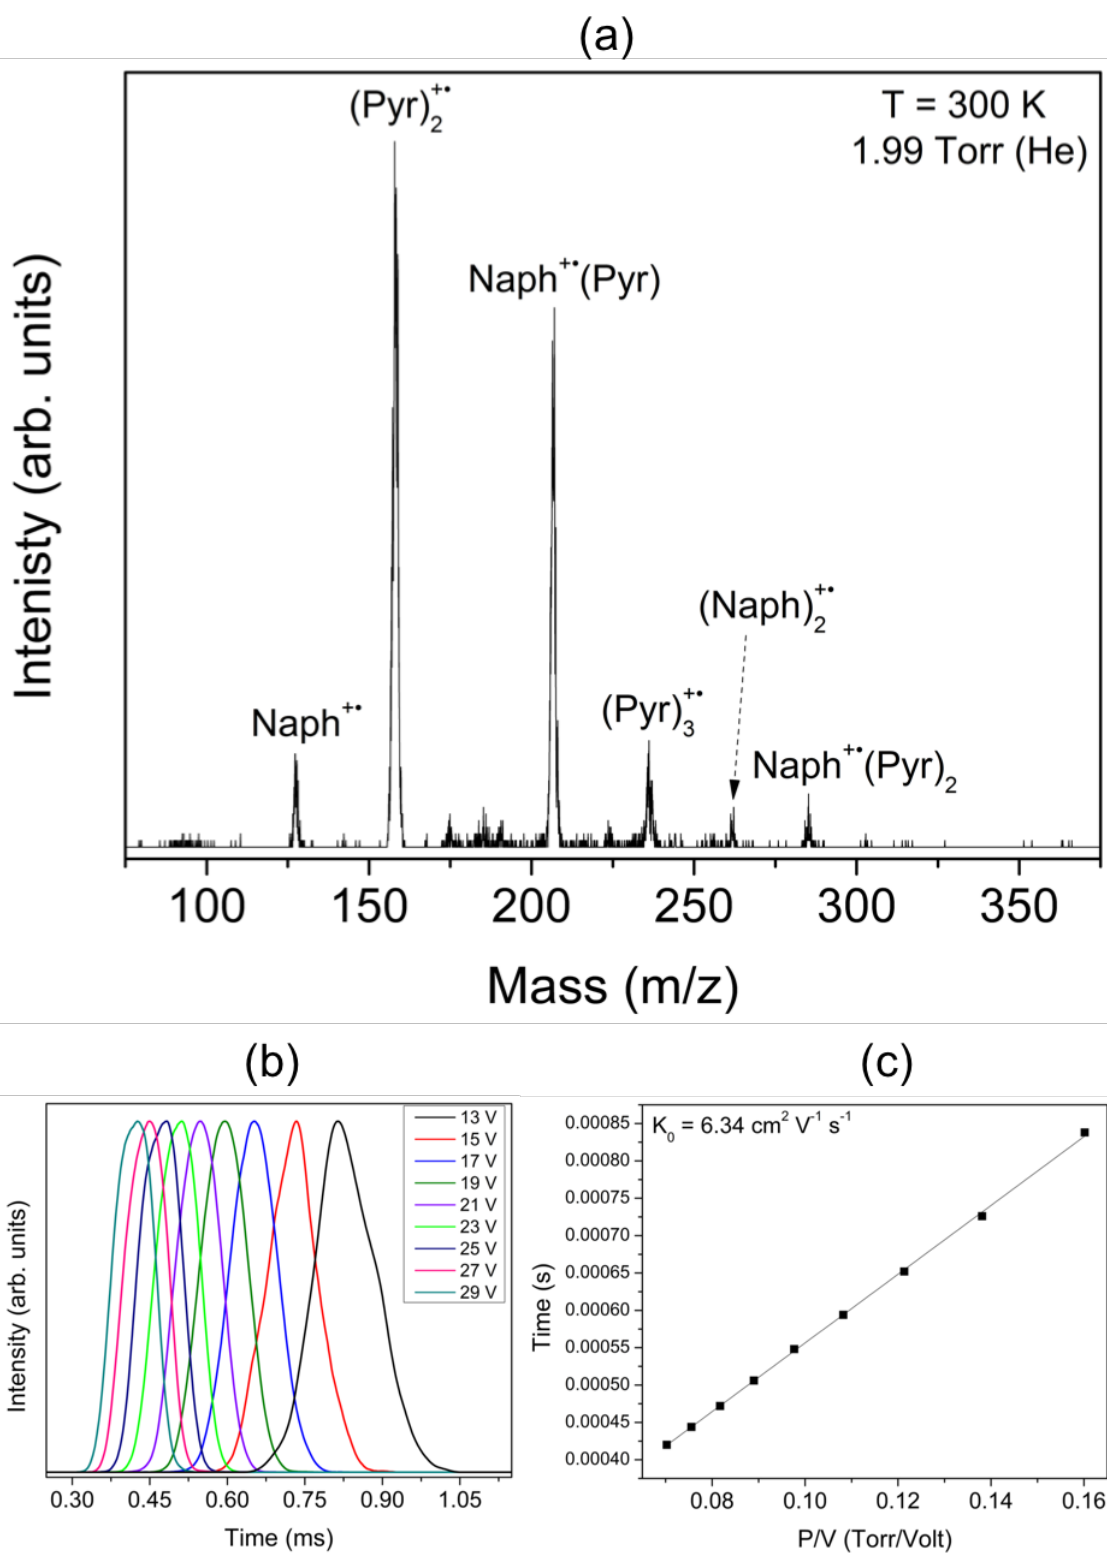 (a)
(Pyr)₂⁺•
T = 300 K
1.99 Torr (He)
Naph⁺•(Pyr)
(Naph)₂⁺•
(Pyr)₃⁺•
Naph⁺•
Naph⁺•(Pyr)₂
Intenisty (arb. units)
100 150 200 250 300 350
Mass (m/z)
(b)
13 V
15 V
17 V
19 V
21 V
23 V
25 V
27 V
29 V
Intensity (arb. units)
0.30 0.45 0.60 0.75 0.90 1.05
Time (ms)
(c)
K₀ = 6.34 cm² V⁻¹ s⁻¹
0.00085
0.00080
0.00075
0.00070
0.00065
0.00060
0.00055
0.00050
0.00045
0.00040
Time (s)
0.08 0.10 0.12 0.14 0.16
P/V (Torr/Volt)